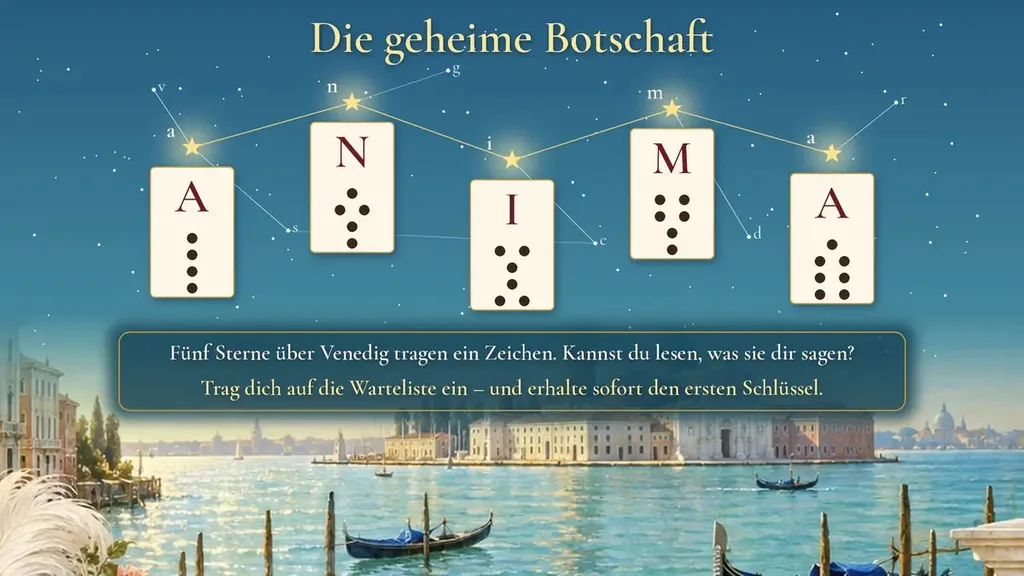 Die geheime Botschaft
v
g
n
m
r
a
i
a
A
N
I
M
A
s
c
d
Fünf Sterne über Venedig tragen ein Zeichen. Kannst du lesen, was sie dir sagen?
Trag dich auf die Warteliste ein – und erhalte sofort den ersten Schlüssel.